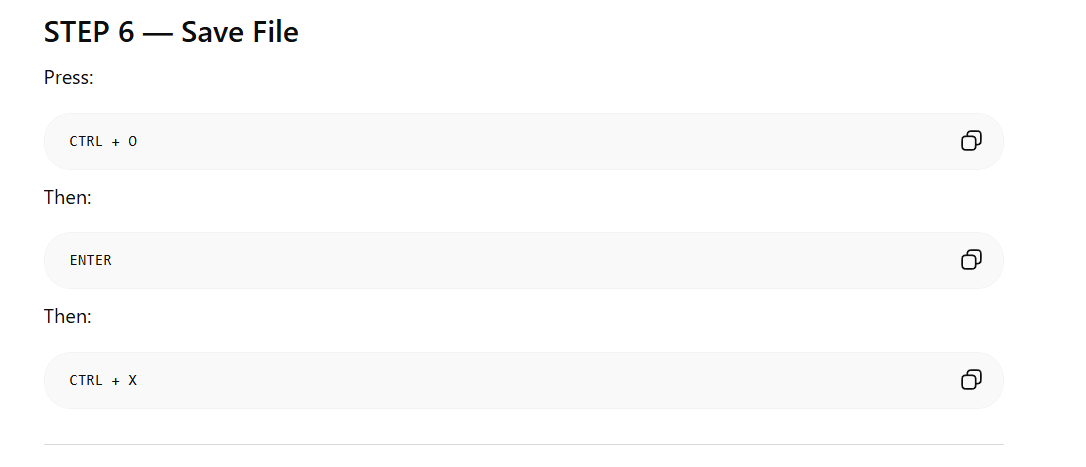 STEP 6 — Save File
Press:
CTRL + O
Then:
ENTER
Then:
CTRL + X